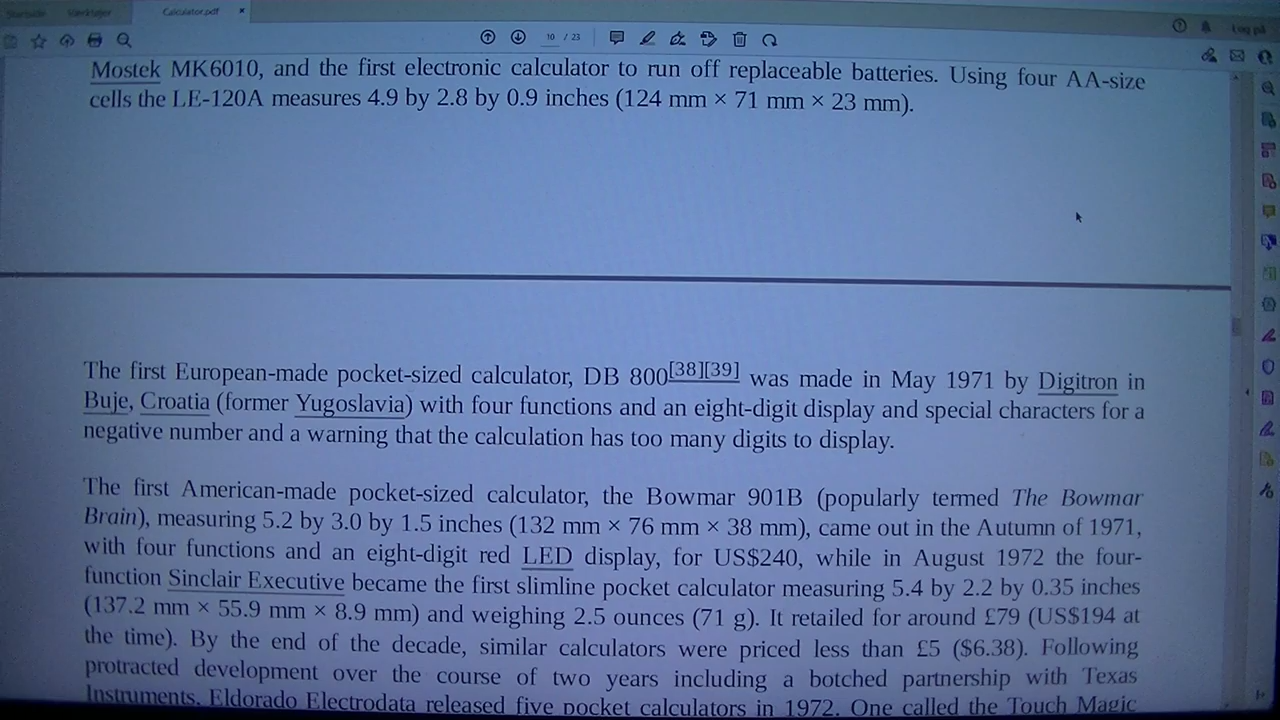 Startside Værktøjer Calculator.pdf ×
Log på
10 / 23
Mostek MK6010, and the first electronic calculator to run off replaceable batteries. Using four AA-size
cells the LE-120A measures 4.9 by 2.8 by 0.9 inches (124 mm × 71 mm × 23 mm).
The first European-made pocket-sized calculator, DB 800[38][39] was made in May 1971 by Digitron in
Buje, Croatia (former Yugoslavia) with four functions and an eight-digit display and special characters for a
negative number and a warning that the calculation has too many digits to display.
The first American-made pocket-sized calculator, the Bowmar 901B (popularly termed The Bowmar
Brain), measuring 5.2 by 3.0 by 1.5 inches (132 mm × 76 mm × 38 mm), came out in the Autumn of 1971,
with four functions and an eight-digit red LED display, for US$240, while in August 1972 the four-
function Sinclair Executive became the first slimline pocket calculator measuring 5.4 by 2.2 by 0.35 inches
(137.2 mm × 55.9 mm × 8.9 mm) and weighing 2.5 ounces (71 g). It retailed for around £79 (US$194 at
the time). By the end of the decade, similar calculators were priced less than £5 ($6.38). Following
protracted development over the course of two years including a botched partnership with Texas
Instruments, Eldorado Electrodata released five pocket calculators in 1972. One called the Touch Magic